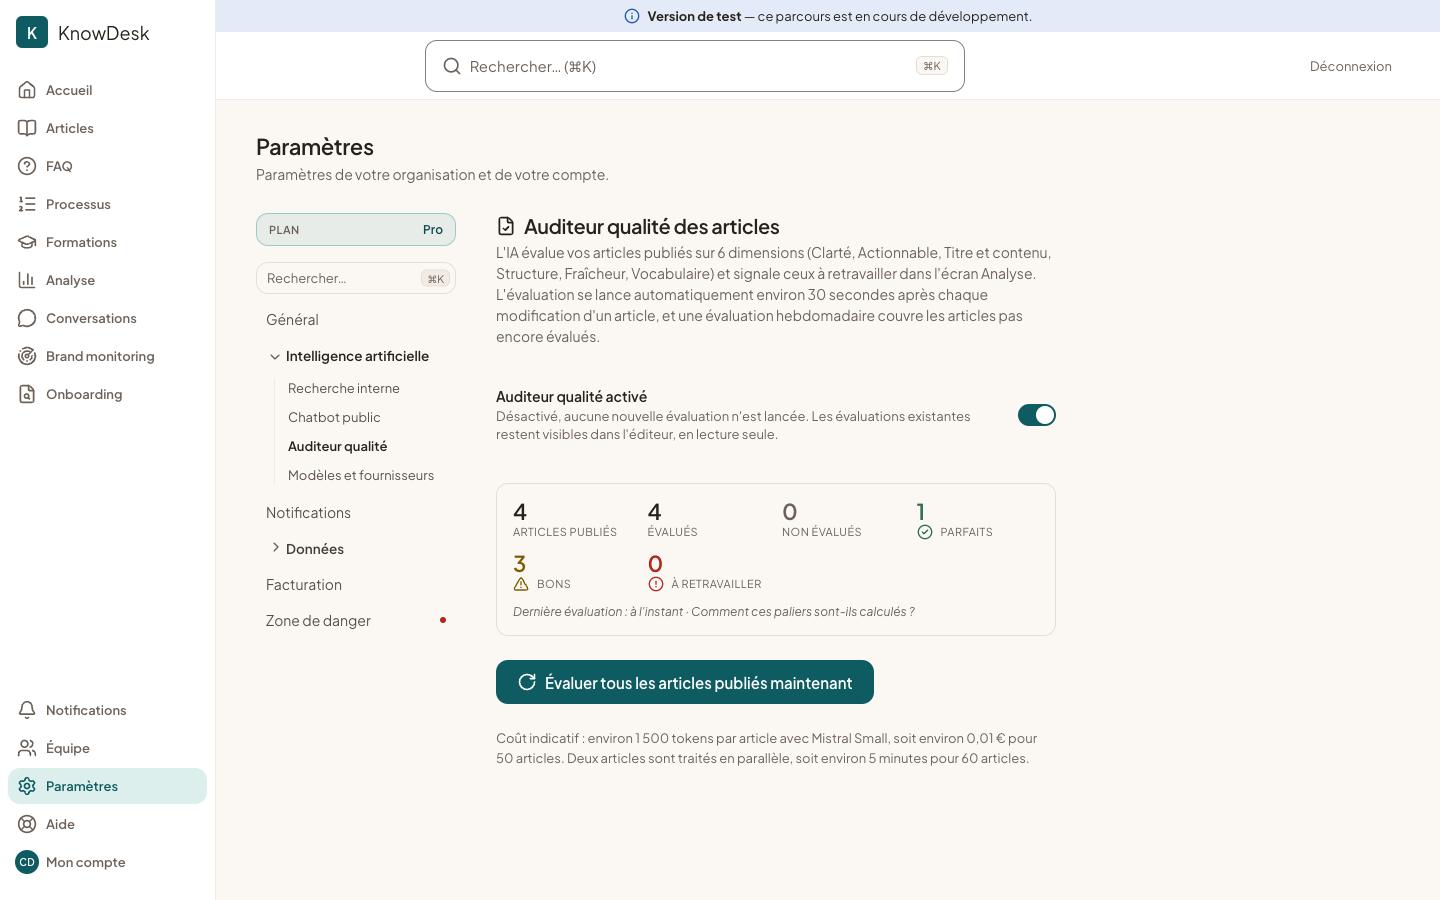 K KnowDesk
Accueil
Articles
FAQ
Processus
Formations
Analyse
Conversations
Brand monitoring
Onboarding
Notifications
Équipe
Paramètres
Aide
CD Mon compte
Version de test — ce parcours est en cours de développement.
Rechercher... (⌘K) ⌘K
Déconnexion
Paramètres
Paramètres de votre organisation et de votre compte.
PLAN Pro
Rechercher... ⌘K
Général
Intelligence artificielle
Recherche interne
Chatbot public
Auditeur qualité
Modèles et fournisseurs
Notifications
Données
Facturation
Zone de danger
Auditeur qualité des articles
L'IA évalue vos articles publiés sur 6 dimensions (Clarté, Actionnable, Titre et contenu,
Structure, Fraîcheur, Vocabulaire) et signale ceux à retravailler dans l'écran Analyse.
L'évaluation se lance automatiquement environ 30 secondes après chaque
modification d'un article, et une évaluation hebdomadaire couvre les articles pas
encore évalués.
Auditeur qualité activé
Désactivé, aucune nouvelle évaluation n'est lancée. Les évaluations existantes
restent visibles dans l'éditeur, en lecture seule.
4 4 0 1
ARTICLES PUBLIÉS ÉVALUÉS NON ÉVALUÉS PARFAITS
3 0
BONS À RETRAVAILLER
Dernière évaluation : à l'instant · Comment ces paliers sont-ils calculés ?
Évaluer tous les articles publiés maintenant
Coût indicatif : environ 1 500 tokens par article avec Mistral Small, soit environ 0,01 € pour
50 articles. Deux articles sont traités en parallèle, soit environ 5 minutes pour 60 articles.